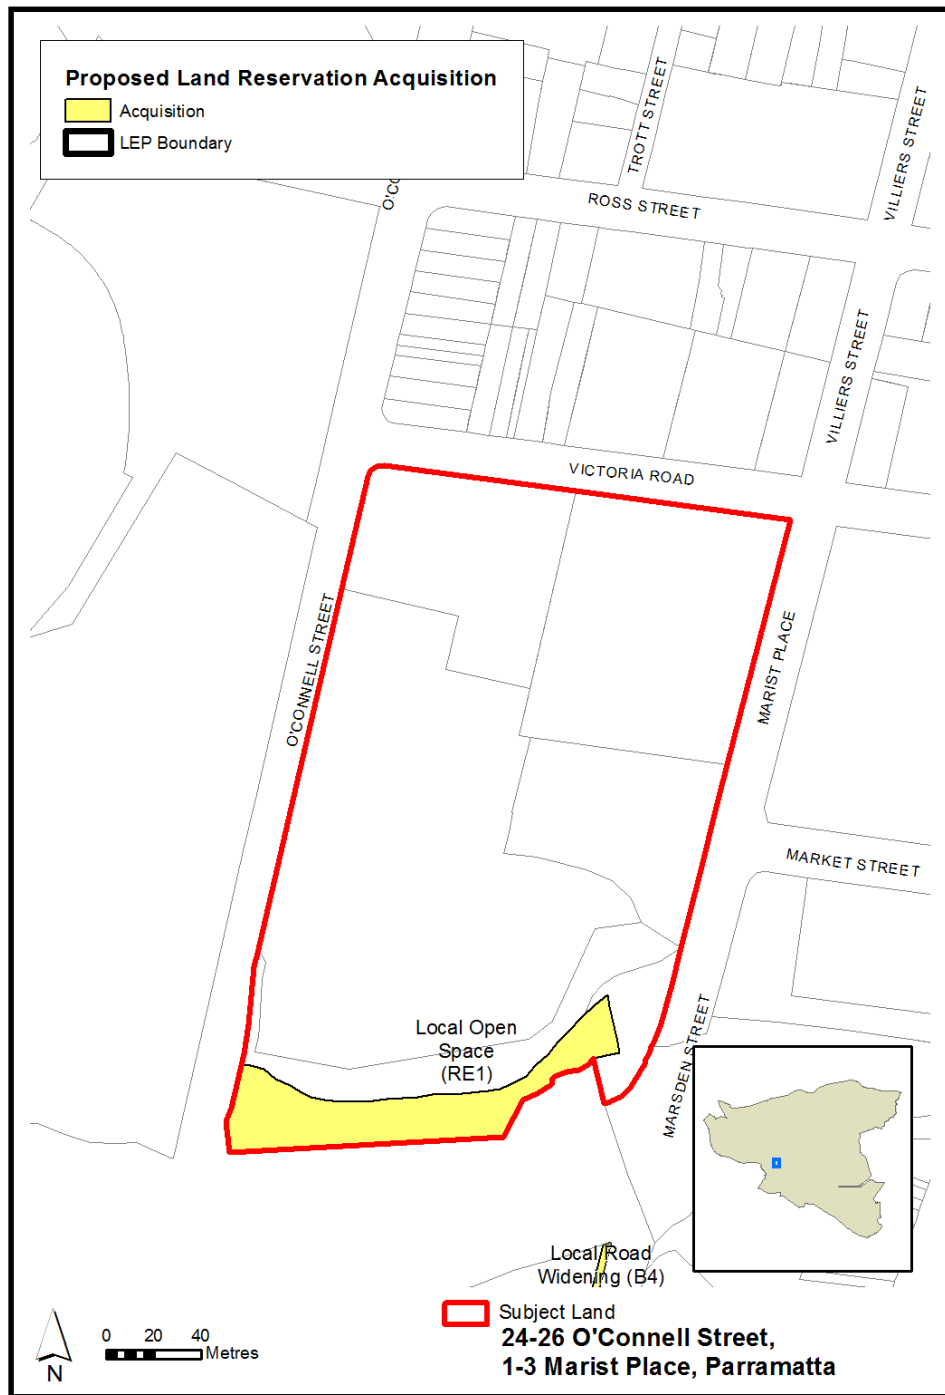 Proposed Land Reservation Acquisition
Acquisition
LEP Boundary
TROTT STREET
VILLIERS STREET
O'CO
ROSS STREET
VILLIERS STREET
VICTORIA ROAD
O'CONNELL STREET
MARIST PLACE
MARKET STREET
Local Open
Space
(RE1)
MARSDEN STREET
Local Road
Widening (B4)
Subject Land
24-26 O'Connell Street,
1-3 Marist Place, Parramatta
0 20 40
Metres
N